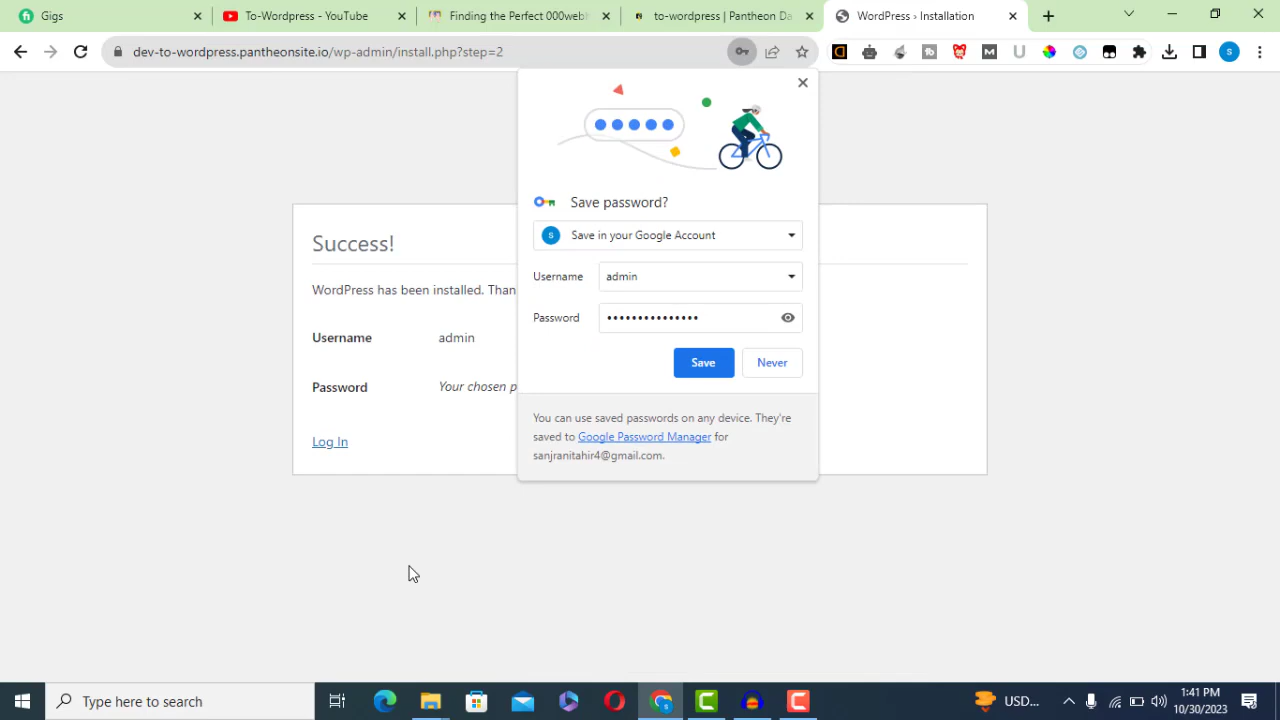 Gigs
To-Wordpress - YouTube
Finding the Perfect 000web
to-wordpress | Pantheon Da
WordPress › Installation
dev-to-wordpress.pantheonsite.io/wp-admin/install.php?step=2
Save password?
S
Save in your Google Account
Username
admin
Password
•••••••••••••••
Save
Never
You can use saved passwords on any device. They're
saved to Google Password Manager for
sanjranitahir4@gmail.com.
Success!
WordPress has been installed. Than
Username
admin
Password
Your chosen p
Log In
Type here to search
USD...
1:41 PM
10/30/2023